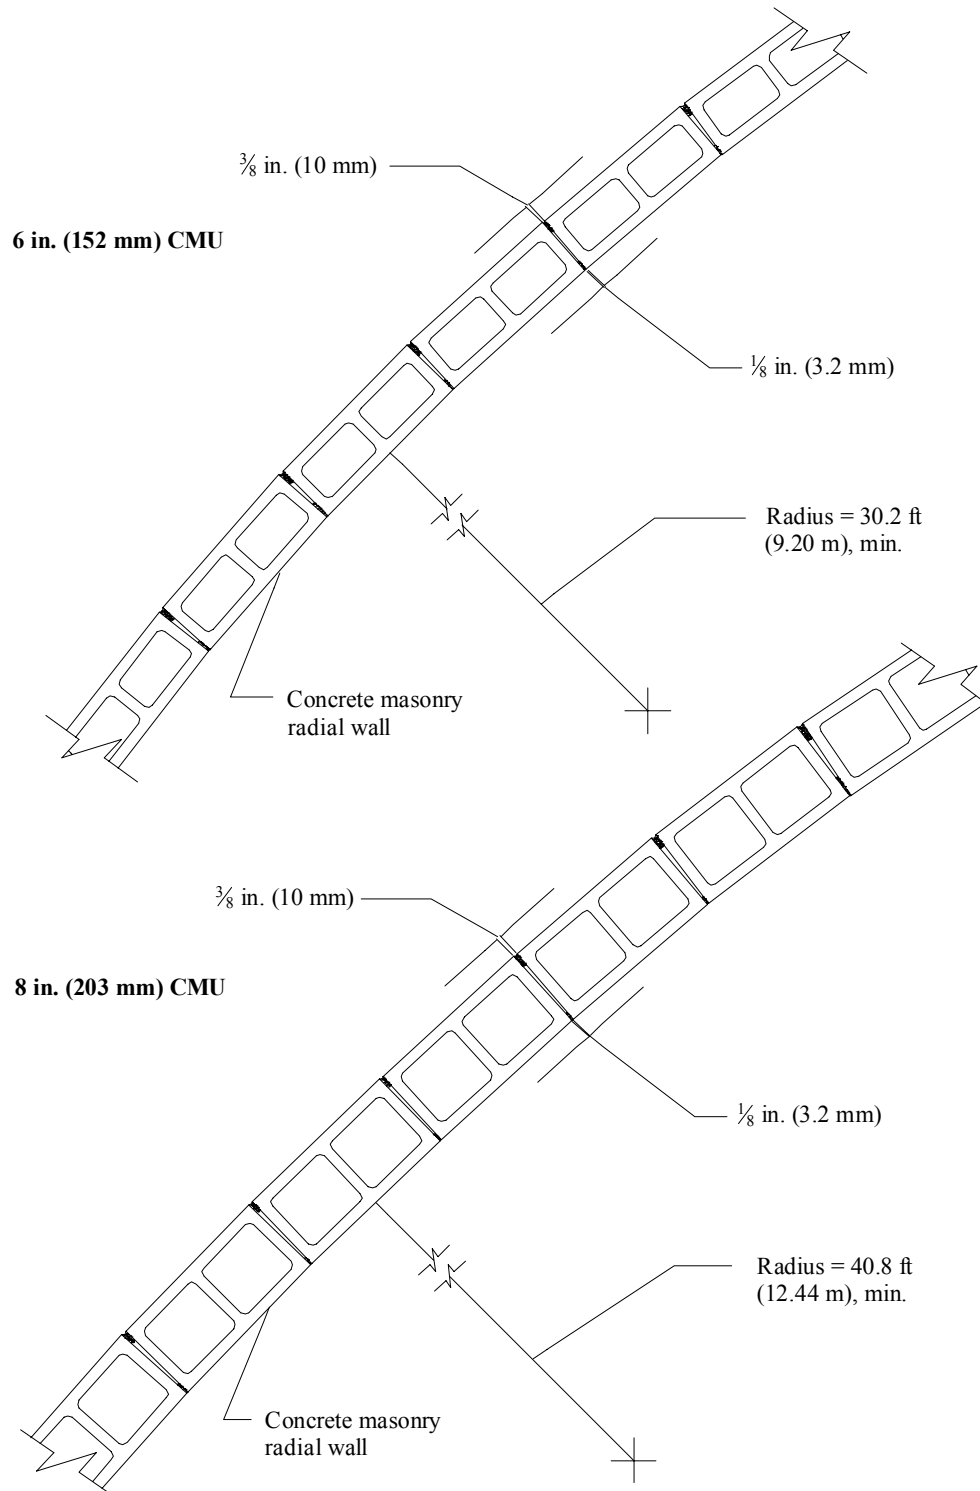 ⅜ in. (10 mm)
6 in. (152 mm) CMU
⅛ in. (3.2 mm)
Radius = 30.2 ft
(9.20 m), min.
Concrete masonry
radial wall
⅜ in. (10 mm)
8 in. (203 mm) CMU
⅛ in. (3.2 mm)
Radius = 40.8 ft
(12.44 m), min.
Concrete masonry
radial wall